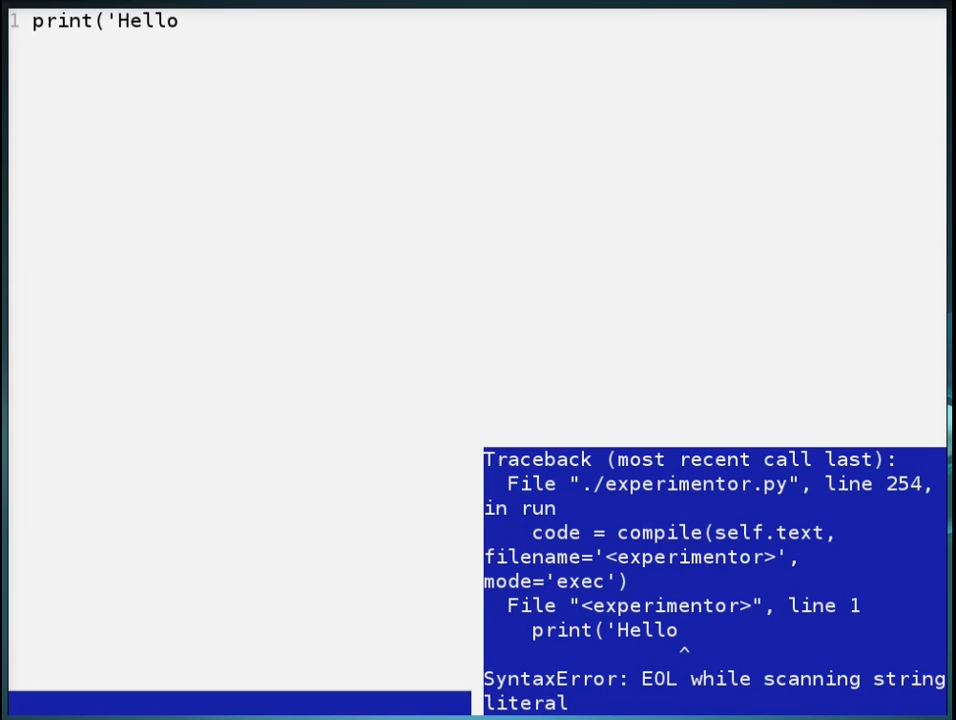 1 print('Hello
Traceback (most recent call last):
  File "./experimentor.py", line 254,
in run
    code = compile(self.text,
filename='<experimentor>',
mode='exec')
  File "<experimentor>", line 1
    print('Hello
                ^
SyntaxError: EOL while scanning string
literal